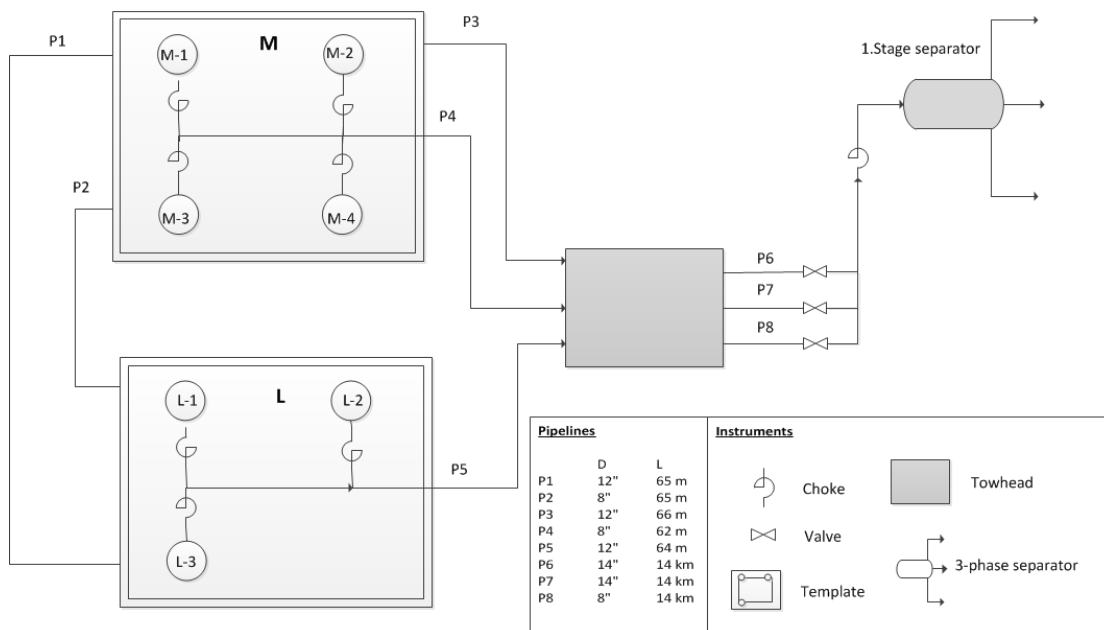 P1
P3
M
M-1
M-2
1.Stage separator
P4
P2
M-3
M-4
P6
P7
P8
L
L-1
L-2
P5
L-3
Pipelines
D L
P1 12" 65 m
P2 8" 65 m
P3 12" 66 m
P4 8" 62 m
P5 12" 64 m
P6 14" 14 km
P7 14" 14 km
P8 8" 14 km
Instruments
Choke
Towhead
Valve
3-phase separator
Template